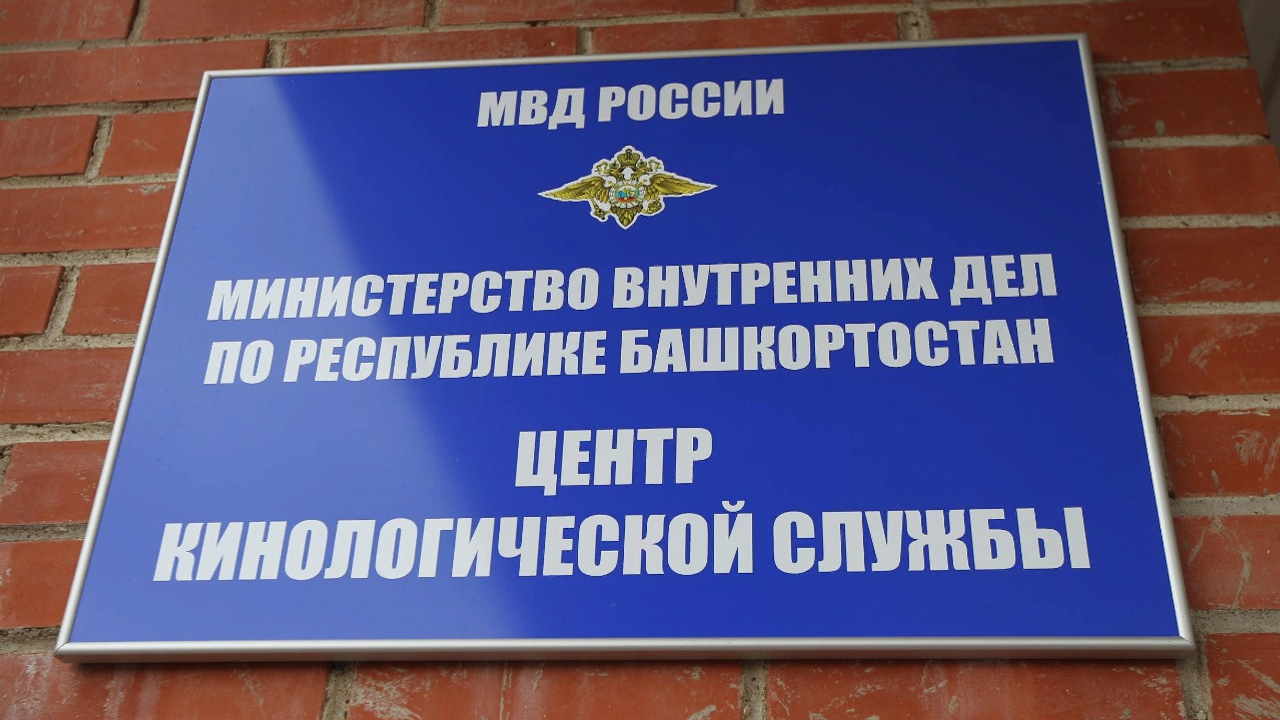 МВД РОССИИ
МИНИСТЕРСТВО ВНУТРЕННИХ ДЕЛ
ПО РЕСПУБЛИКЕ БАШКОРТОСТАН
ЦЕНТР
КИНОЛОГИЧЕСКОЙ СЛУЖБЫ